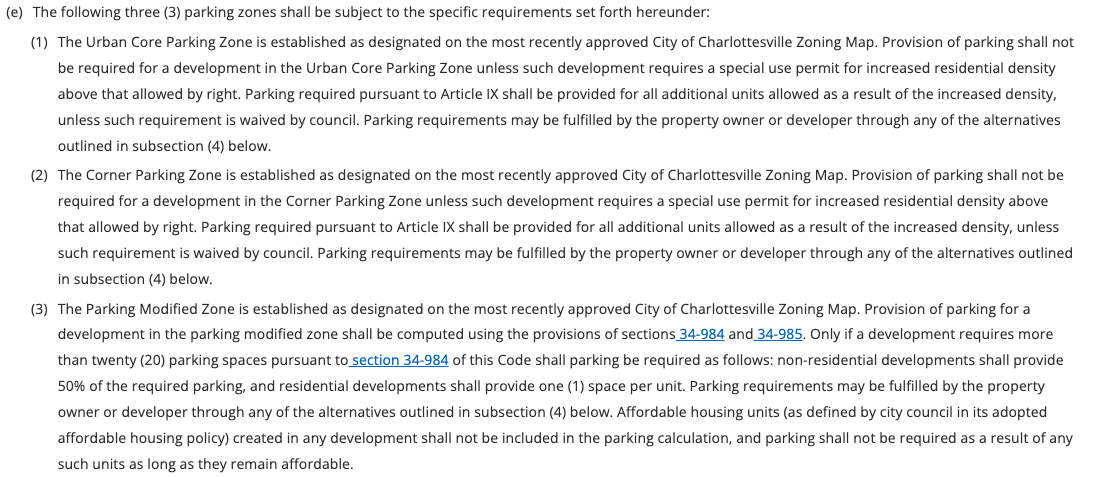 (e) The following three (3) parking zones shall be subject to the specific requirements set forth hereunder:
(1) The Urban Core Parking Zone is established as designated on the most recently approved City of Charlottesville Zoning Map. Provision of parking shall not
be required for a development in the Urban Core Parking Zone unless such development requires a special use permit for increased residential density
above that allowed by right. Parking required pursuant to Article IX shall be provided for all additional units allowed as a result of the increased density,
unless such requirement is waived by council. Parking requirements may be fulfilled by the property owner or developer through any of the alternatives
outlined in subsection (4) below.
(2) The Corner Parking Zone is established as designated on the most recently approved City of Charlottesville Zoning Map. Provision of parking shall not be
required for a development in the Corner Parking Zone unless such development requires a special use permit for increased residential density above
that allowed by right. Parking required pursuant to Article IX shall be provided for all additional units allowed as a result of the increased density, unless
such requirement is waived by council. Parking requirements may be fulfilled by the property owner or developer through any of the alternatives outlined
in subsection (4) below.
(3) The Parking Modified Zone is established as designated on the most recently approved City of Charlottesville Zoning Map. Provision of parking for a
development in the parking modified zone shall be computed using the provisions of sections 34-984 and 34-985. Only if a development requires more
than twenty (20) parking spaces pursuant to section 34-984 of this Code shall parking be required as follows: non-residential developments shall provide
50% of the required parking, and residential developments shall provide one (1) space per unit. Parking requirements may be fulfilled by the property
owner or developer through any of the alternatives outlined in subsection (4) below. Affordable housing units (as defined by city council in its adopted
affordable housing policy) created in any development shall not be included in the parking calculation, and parking shall not be required as a result of any
such units as long as they remain affordable.